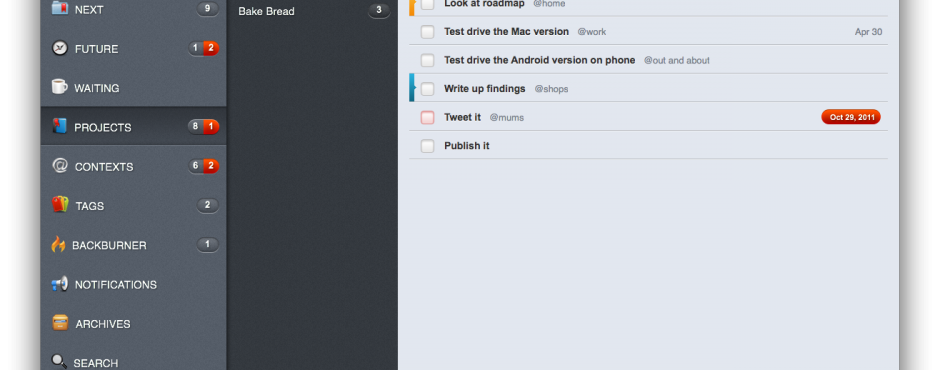 NEXT 9
FUTURE 1 2
WAITING
PROJECTS 8 1
CONTEXTS 6 2
TAGS 2
BACKBURNER 1
NOTIFICATIONS
ARCHIVES
SEARCH
Bake Bread 3
Look at roadmap @home
Test drive the Mac version @work Apr 30
Test drive the Android version on phone @out and about
Write up findings @shops
Tweet it @mums Oct 29, 2011
Publish it